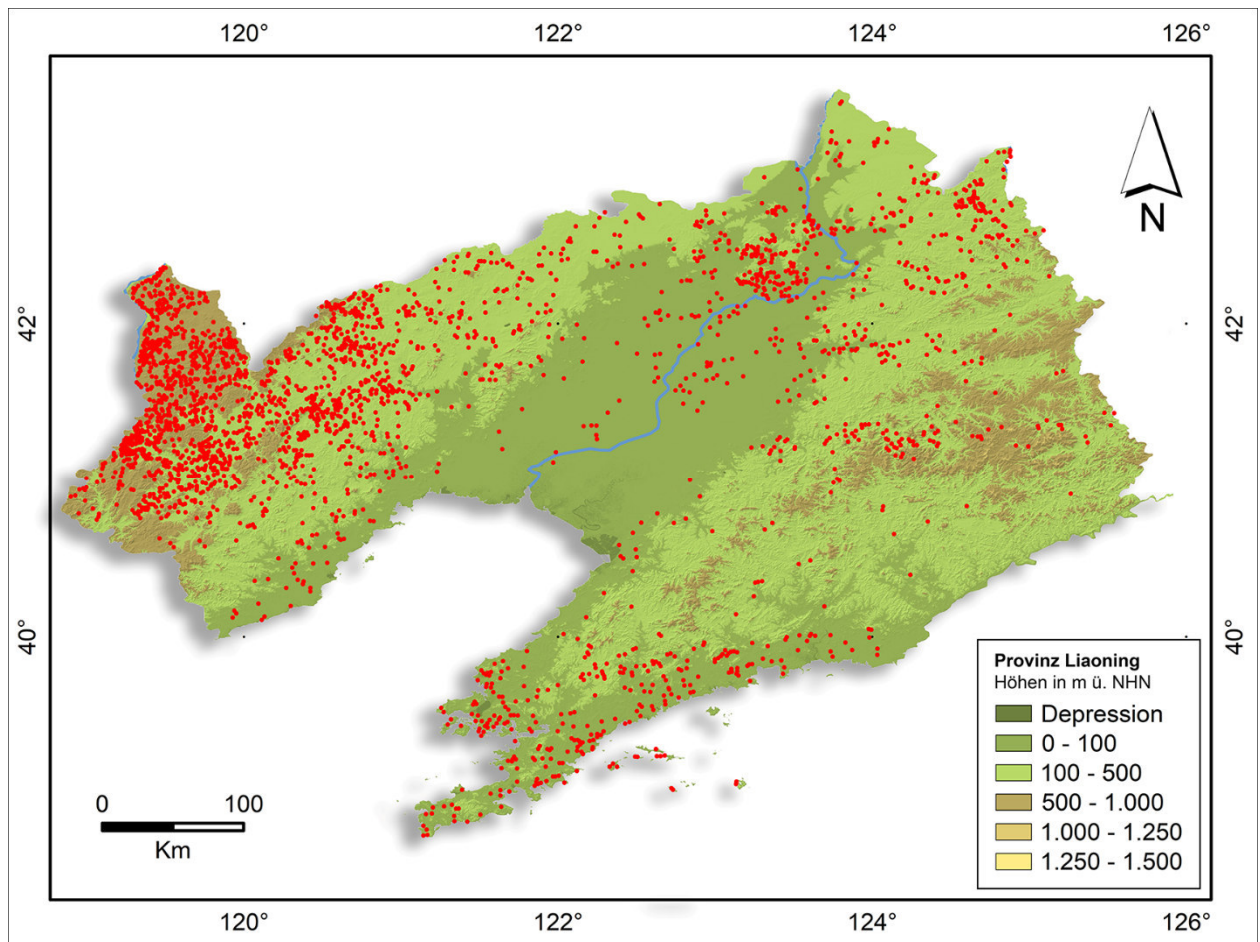 120° 122° 124° 126°
N
42° 42°
40° 40°
Provinz Liaoning
Höhen in m ü. NHN
Depression
0 - 100
100 - 500
500 - 1.000
1.000 - 1.250
1.250 - 1.500
0 100
Km
120° 122° 124° 126°